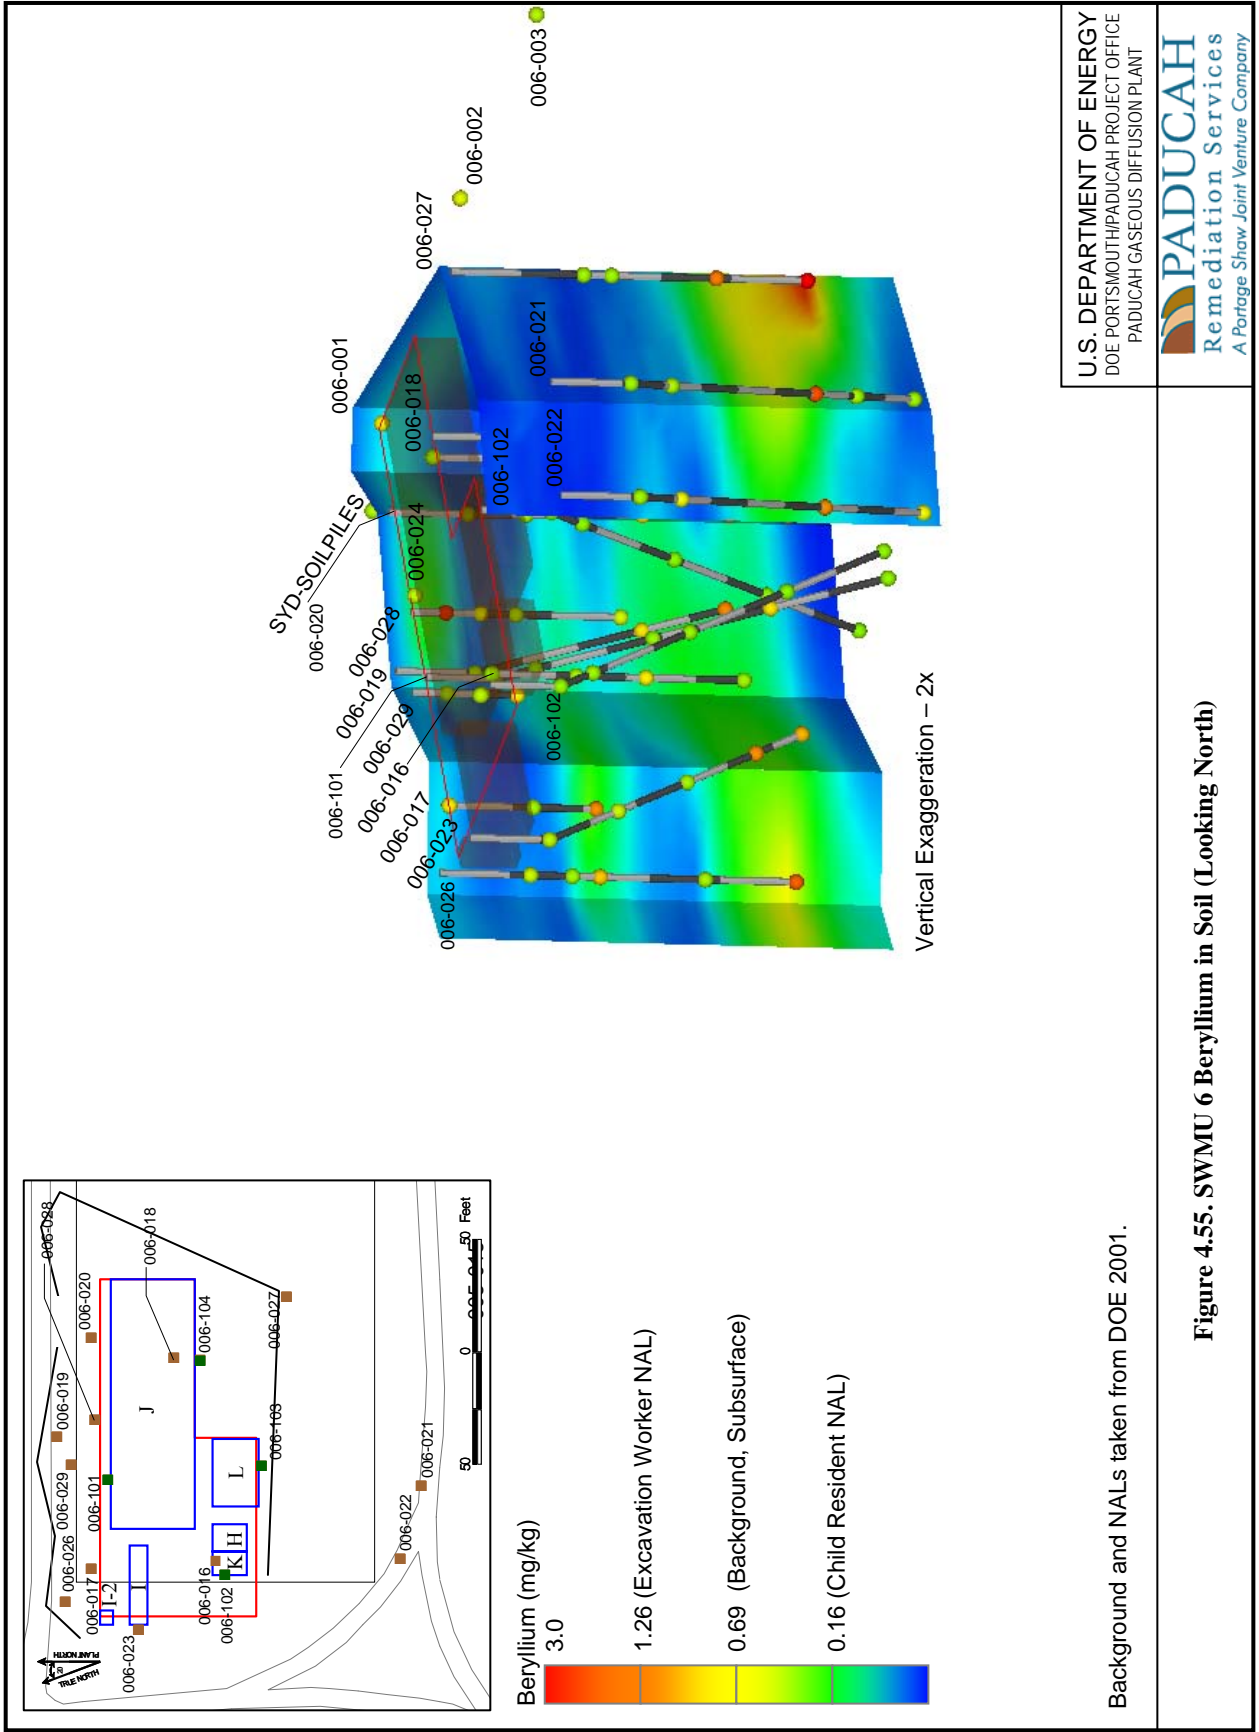 006-028
006-018
006-020
006-104
006-019
006-029
006-101
006-026
006-017
I-2
I
J
L
H
K
006-016
006-102
006-023
006-103
006-027
006-021
006-022
PLANT NORTH
TRUE NORTH
50 0 50 Feet
Beryllium (mg/kg)
3.0
1.26 (Excavation Worker NAL)
0.69 (Background, Subsurface)
0.16 (Child Resident NAL)
Background and NALs taken from DOE 2001.
SYD-SOILPILES
006-020
006-028
006-019
006-101
006-029
006-016
006-017
006-023
006-026
006-024
006-001
006-018
006-102
006-027
006-002
006-003
006-021
006-022
006-102
Vertical Exaggeration – 2x
U.S. DEPARTMENT OF ENERGY
DOE PORTSMOUTH/PADUCAH PROJECT OFFICE
PADUCAH GASEOUS DIFFUSION PLANT
PADUCAH
Remediation Services
A Portage Shaw Joint Venture Company
Figure 4.55. SWMU 6 Beryllium in Soil (Looking North)